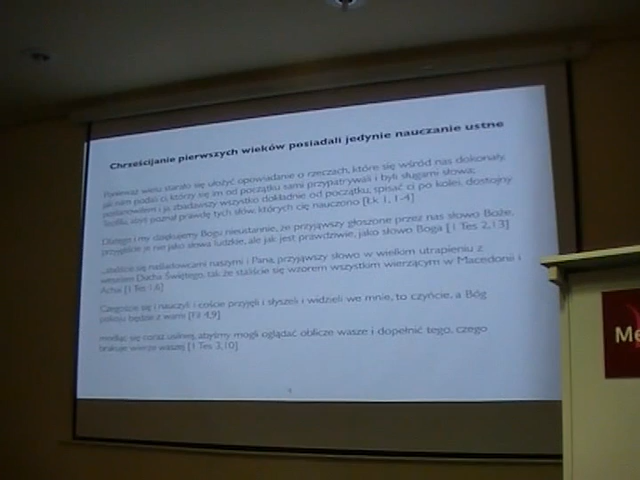 Chrześcijanie pierwszych wieków posiadali jedynie nauczanie ustne
Ponieważ wielu starało się ułożyć opowiadanie o rzeczach, które się wśród nas dokonały,
jak nam podali ci, którzy się im od początku sami przypatrywali i byli sługami słowa;
postanowiłem i ja, zbadawszy wszystko dokładnie od początku, spisać ci po kolei, dostojny
Teofilu, abyś poznał prawdę tych słów, których cię nauczono [Łk 1, 1-4]
Dlatego i my dziękujemy Bogu nieustannie, że przyjąwszy głoszone przez nas słowo Boże,
przyjęliście je nie jako słowa ludzkie, ale jak jest prawdziwie, jako słowo Boga [1 Tes 2,13]
...staliście się naśladowcami naszymi i Pana, przyjąwszy słowo w wielkim utrapieniu z
weselem Ducha Świętego, tak że staliście się wzorem wszystkim wierzącym w Macedonii i
Achai [1 Tes 1,6]
Czegoście się i nauczyli i coście przyjęli i słyszeli i widzieli we mnie, to czyńcie, a Bóg
pokoju będzie z wami [Fil 4,9]
modląc się coraz usilniej, abyśmy mogli oglądać oblicze wasze i dopełnić tego, czego
brakuje wierze waszej [1 Tes 3,10]
Me